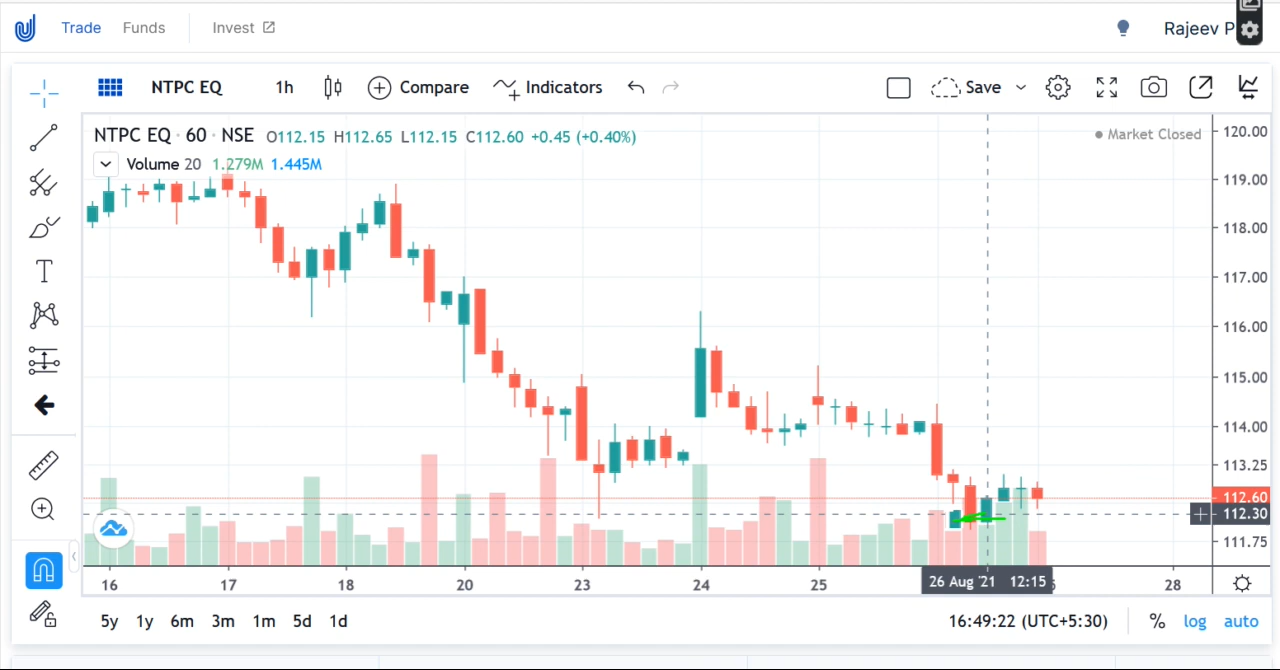 Trade Funds Invest Rajeev P
NTPC EQ 1h Compare Indicators Save
NTPC EQ · 60 · NSE O112.15 H112.65 L112.15 C112.60 +0.45 (+0.40%) Market Closed
Volume 20 1.279M 1.445M
120.00
119.00
118.00
117.00
116.00
115.00
114.00
113.25
112.60
112.30
111.75
16 17 18 20 23 24 25 26 Aug '21 12:15 28
5y 1y 6m 3m 1m 5d 1d 16:49:22 (UTC+5:30) % log auto